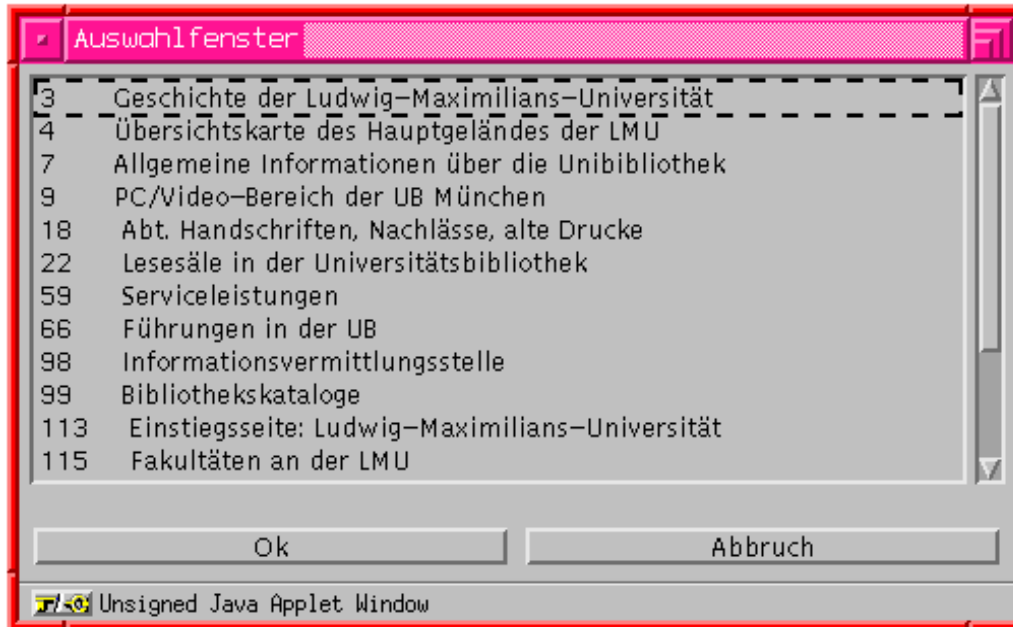 Auswahlfenster
3 Geschichte der Ludwig-Maximilians-Universität
4 Übersichtskarte des Hauptgeländes der LMU
7 Allgemeine Informationen über die Unibibliothek
9 PC/Video-Bereich der UB München
18 Abt. Handschriften, Nachlässe, alte Drucke
22 Lesesäle in der Universitätsbibliothek
59 Serviceleistungen
66 Führungen in der UB
98 Informationsvermittlungsstelle
99 Bibliothekskataloge
113 Einstiegsseite: Ludwig-Maximilians-Universität
115 Fakultäten an der LMU
Ok Abbruch
Unsigned Java Applet Window